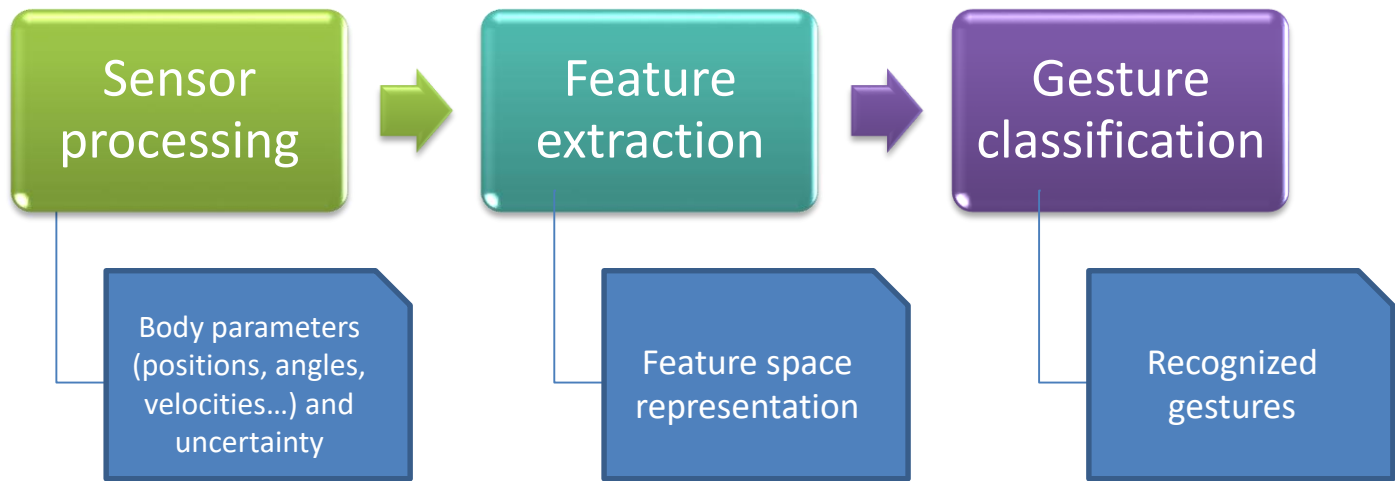 Sensor
processing
Feature
extraction
Gesture
classification
Body parameters
(positions, angles,
velocities…) and
uncertainty
Feature space
representation
Recognized
gestures